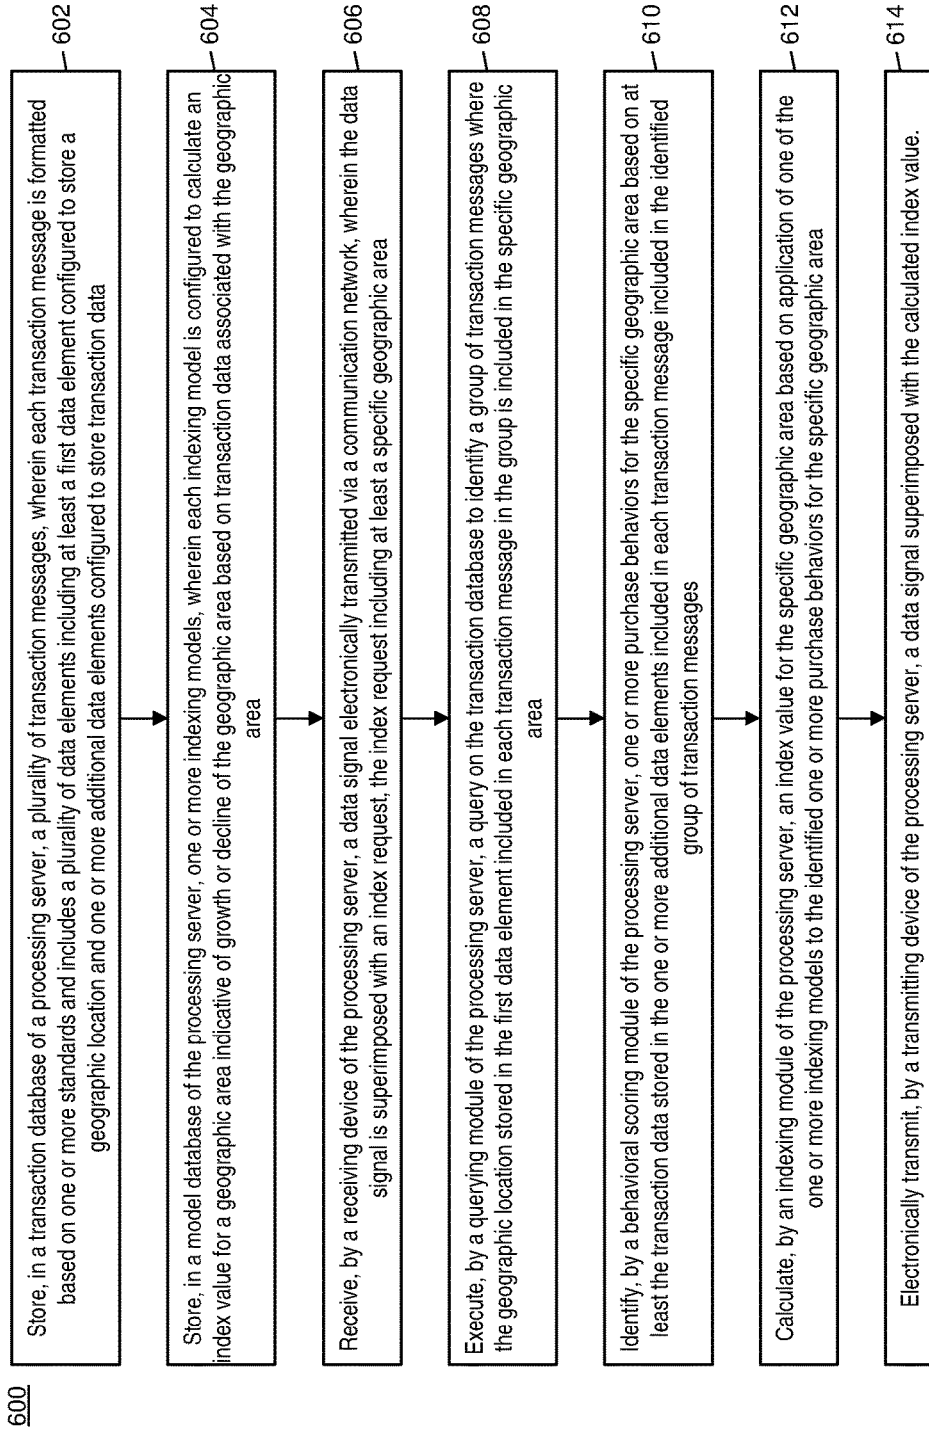 600
Store, in a transaction database of a processing server, a plurality of transaction messages, wherein each transaction message is formatted
based on one or more standards and includes a plurality of data elements including at least a first data element configured to store a
geographic location and one or more additional data elements configured to store transaction data
602
Store, in a model database of the processing server, one or more indexing models, wherein each indexing model is configured to calculate an
index value for a geographic area indicative of growth or decline of the geographic area based on transaction data associated with the geographic
area
604
Receive, by a receiving device of the processing server, a data signal electronically transmitted via a communication network, wherein the data
signal is superimposed with an index request, the index request including at least a specific geographic area
606
Execute, by a querying module of the processing server, a query on the transaction database to identify a group of transaction messages where
the geographic location stored in the first data element included in each transaction message in the group is included in the specific geographic
area
608
Identify, by a behavioral scoring module of the processing server, one or more purchase behaviors for the specific geographic area based on at
least the transaction data stored in the one or more additional data elements included in each transaction message included in the identified
group of transaction messages
610
Calculate, by an indexing module of the processing server, an index value for the specific geographic area based on application of one of the
one or more indexing models to the identified one or more purchase behaviors for the specific geographic area
612
Electronically transmit, by a transmitting device of the processing server, a data signal superimposed with the calculated index value.
614